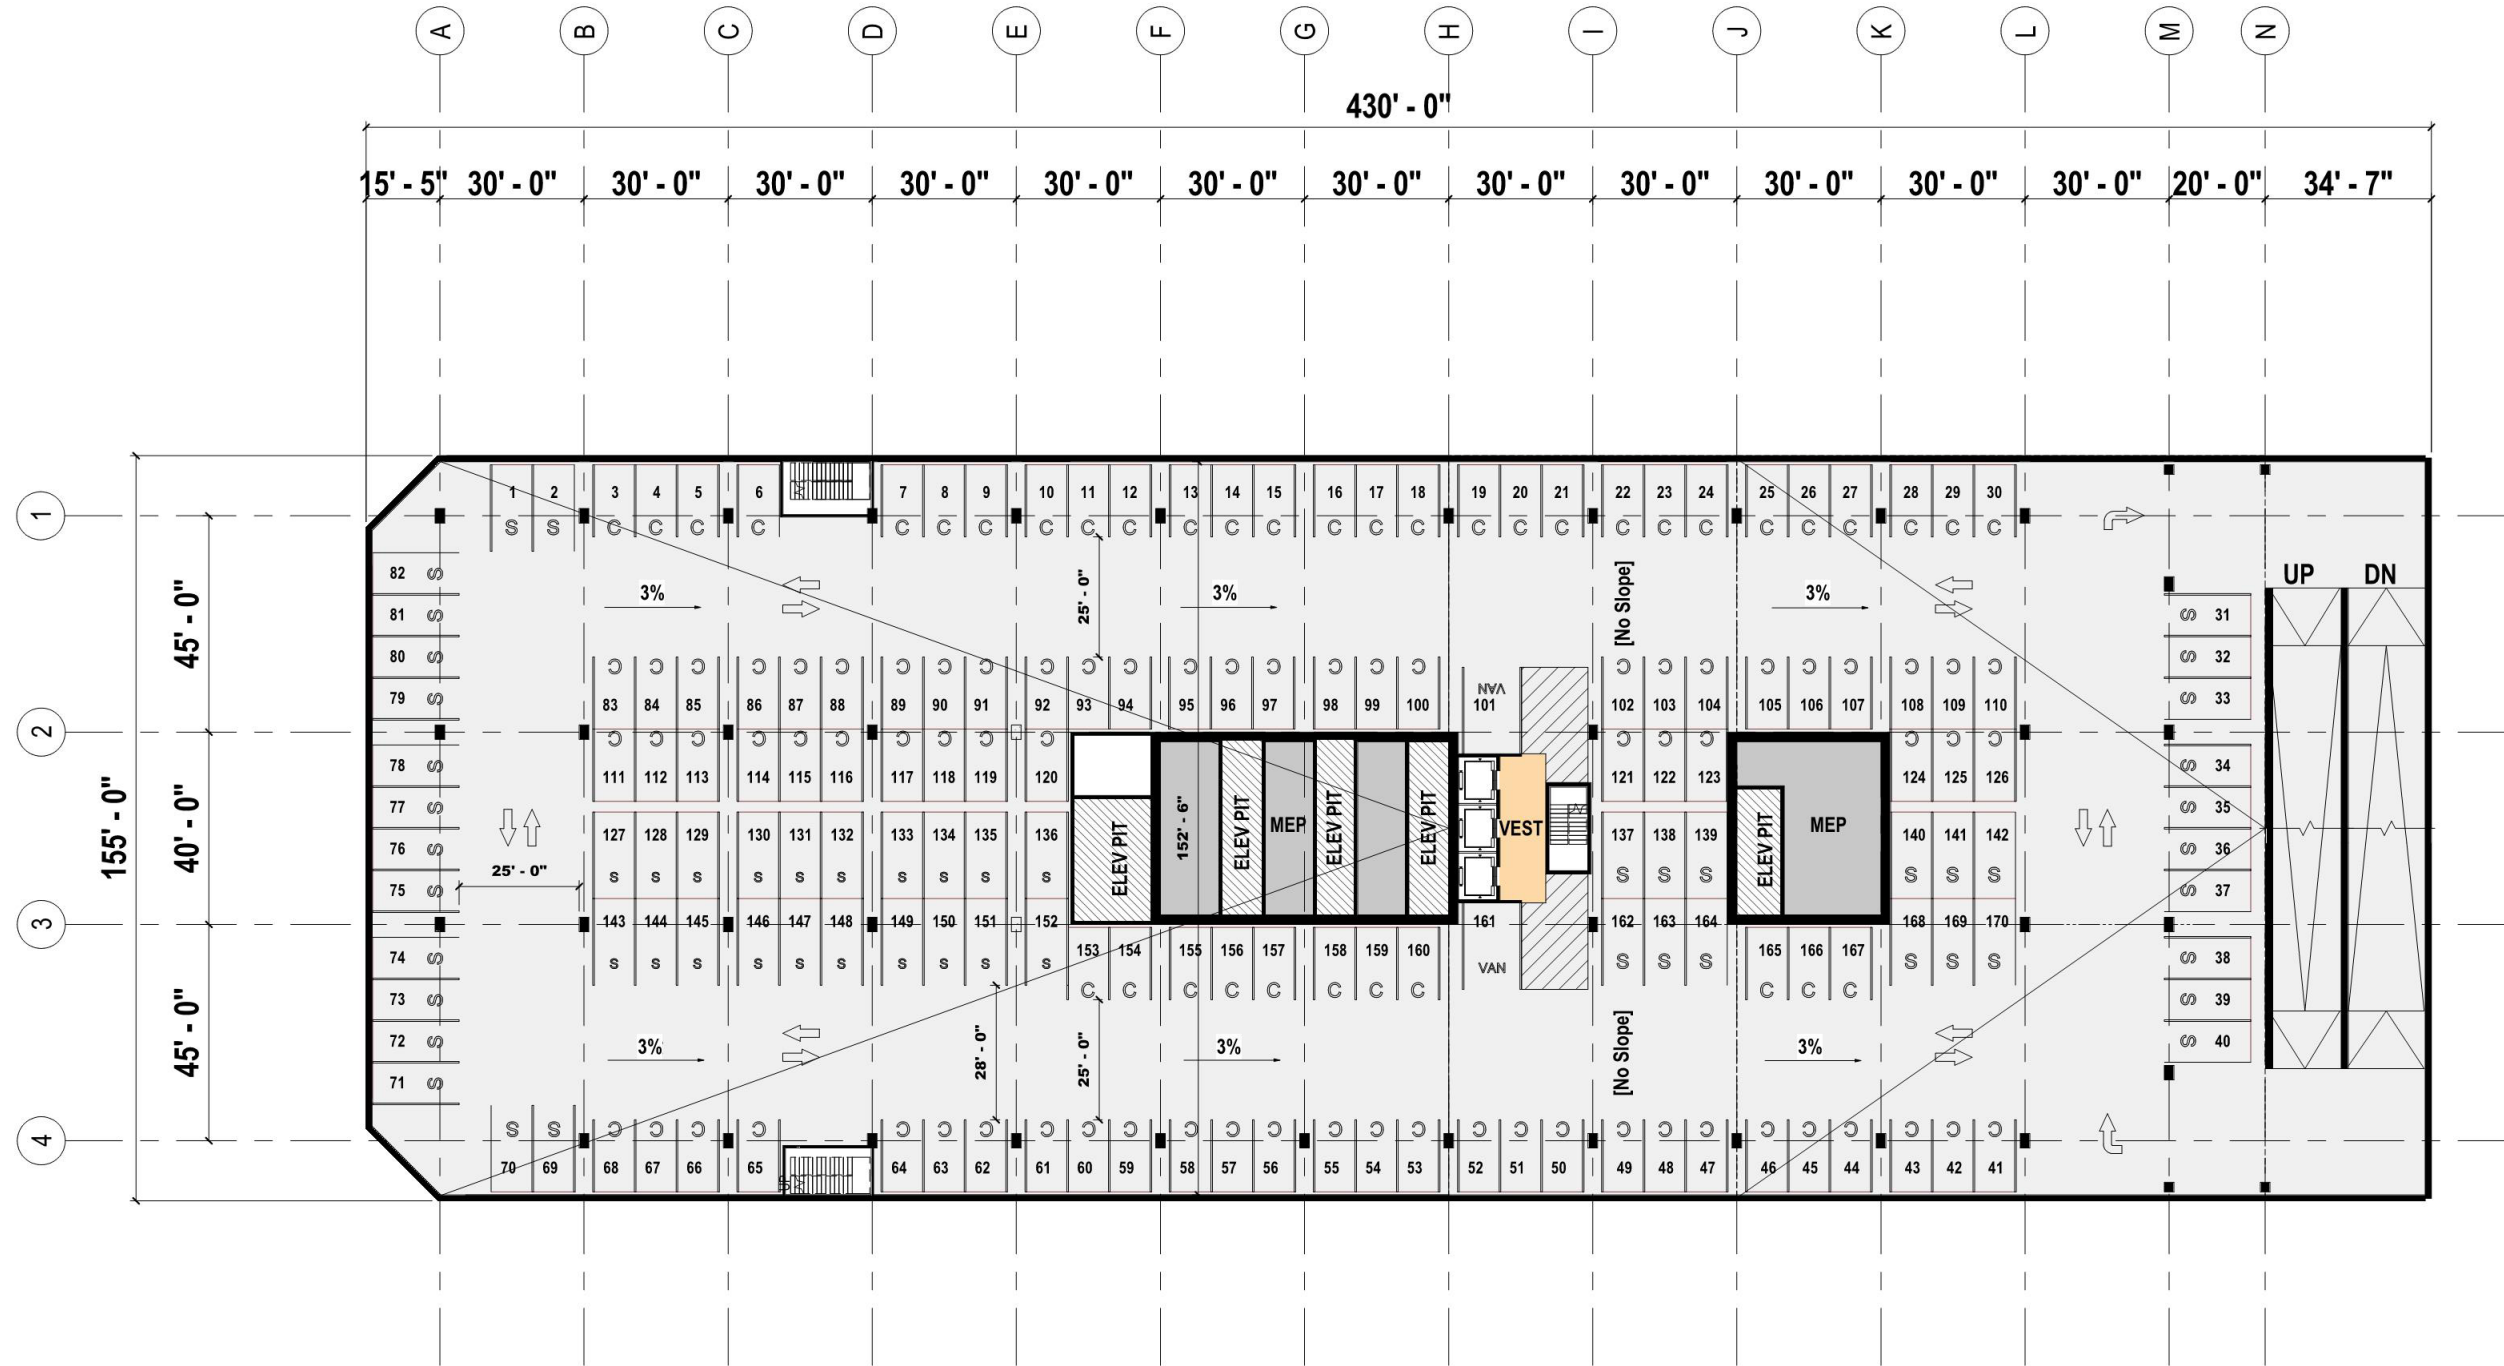 A B C D E F G H I J K L M N
430' - 0"
15' - 5" 30' - 0" 30' - 0" 30' - 0" 30' - 0" 30' - 0" 30' - 0" 30' - 0" 30' - 0" 30' - 0" 30' - 0" 30' - 0" 30' - 0" 20' - 0" 34' - 7"
1 2 3 4
155' - 0"
45' - 0" 40' - 0" 45' - 0"
1 2 3 4 5 6 7 8 9 10 11 12 13 14 15 16 17 18 19 20 21 22 23 24 25 26 27 28 29 30
S S C C C C C C C C C C C C C C C C C C C C C C C C C C C C
UP DN
82 S
81 S
80 S
79 S
78 S
77 S
76 S
75 S
74 S
73 S
72 S
71 S
3% 3% 3%
25' - 0"
[No Slope]
S 31
S 32
S 33
S 34
S 35
S 36
S 37
S 38
S 39
S 40
C C C C C C C C C C C C C C C C C C C C C C C C C C C
VAN
83 84 85 86 87 88 89 90 91 92 93 94 95 96 97 98 99 100 101 102 103 104 105 106 107 108 109 110
C C C C C C C C C C C C C C C C
111 112 113 114 115 116 117 118 119 120 121 122 123 124 125 126
127 128 129 130 131 132 133 134 135 136 137 138 139 140 141 142
S S S S S S S S S S S S S S S S
25' - 0"
ELEV PIT
152' - 6"
ELEV PIT
MEP
ELEV PIT
ELEV PIT
VEST
ELEV PIT
MEP
143 144 145 146 147 148 149 150 151 152 161 162 163 164 168 169 170
S S S S S S S S S S S S S S S S
153 154 155 156 157 158 159 160 165 166 167
C C C C C C C C C C C
VAN
28' - 0"
25' - 0"
[No Slope]
3% 3% 3%
S S C C C C C C C C C C C C C C C C C C C C C C C C C C C C
70 69 68 67 66 65 64 63 62 61 60 59 58 57 56 55 54 53 52 51 50 49 48 47 46 45 44 43 42 41